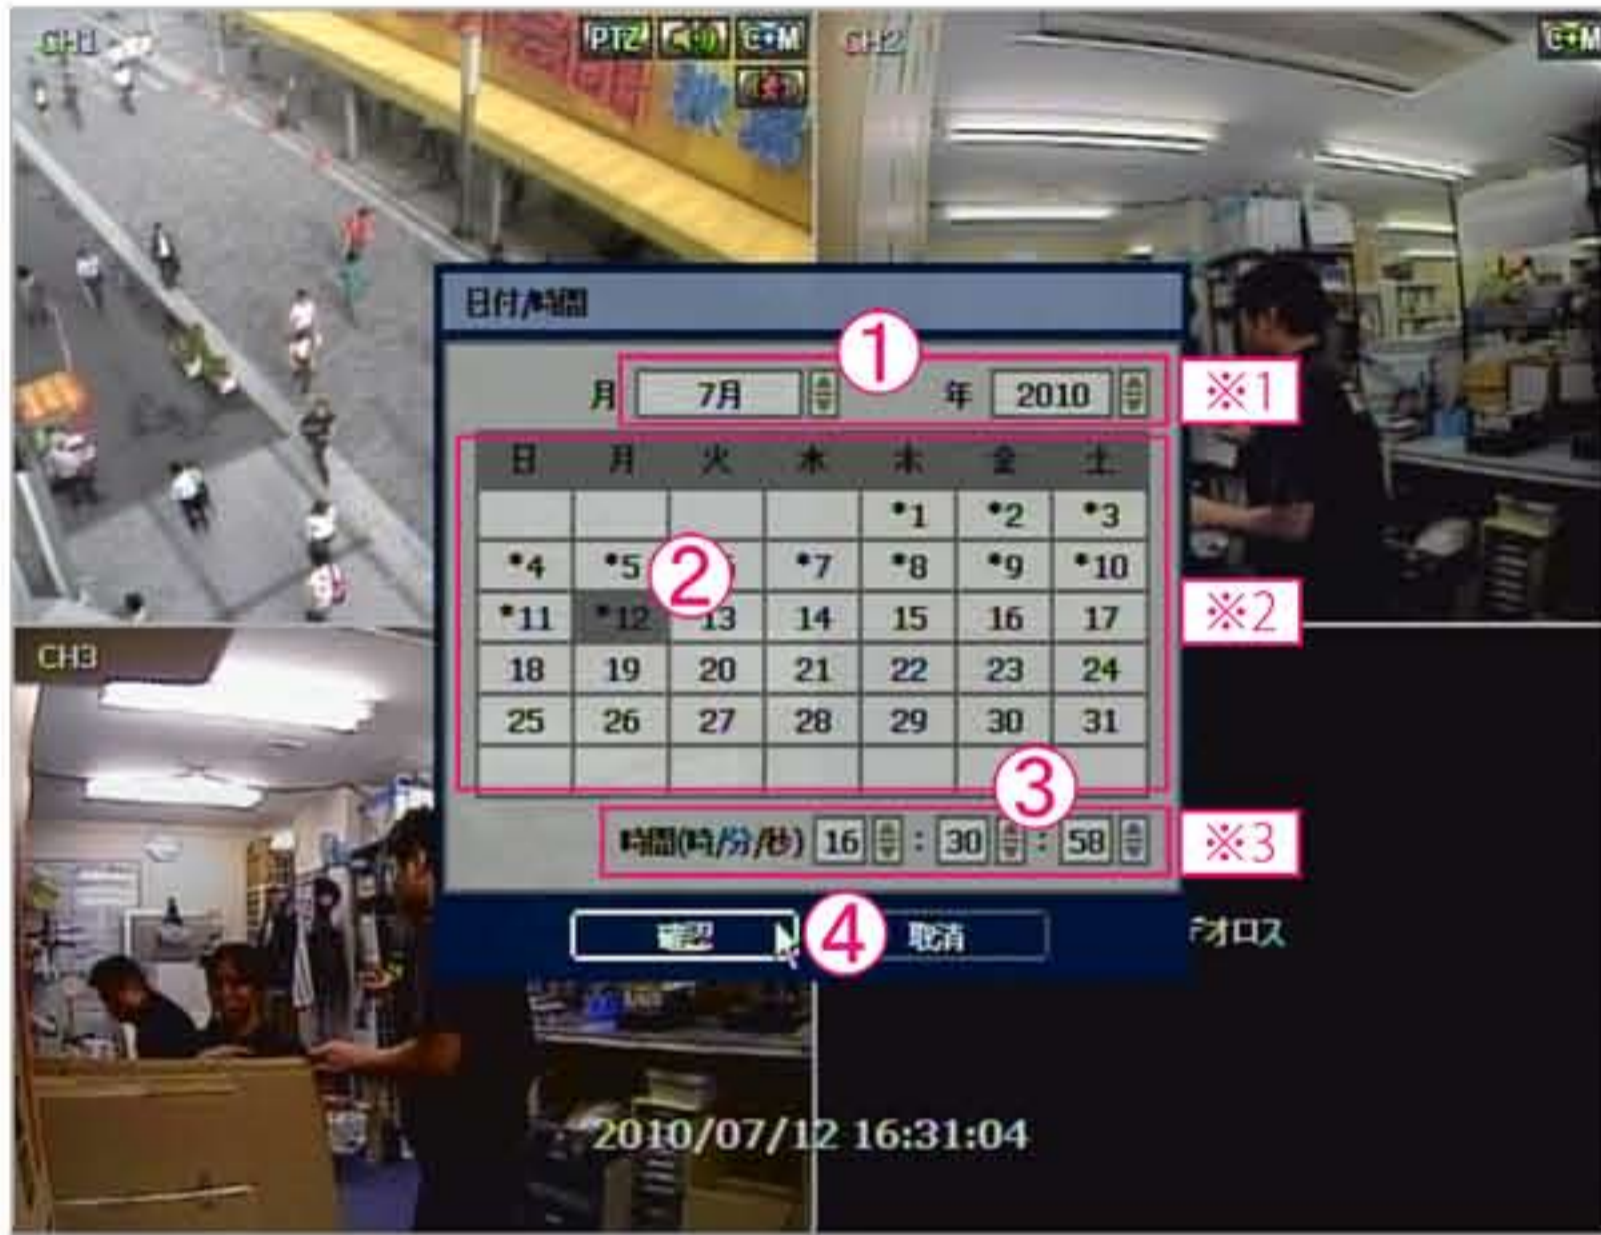 CH1 PTZ C●M CH2 C●M
日付/時間
①
月 7月 年 2010 ※1
日 月 火 水 木 金 土
•1 •2 •3
•4 •5 ② •7 •8 •9 •10
•11 •12 13 14 15 16 17 ※2
CH3
18 19 20 21 22 23 24
25 26 27 28 29 30 31
③
時間(時/分/秒) 16 : 30 : 58 ※3
確認 ④ 取消 デオロス
2010/07/12 16:31:04